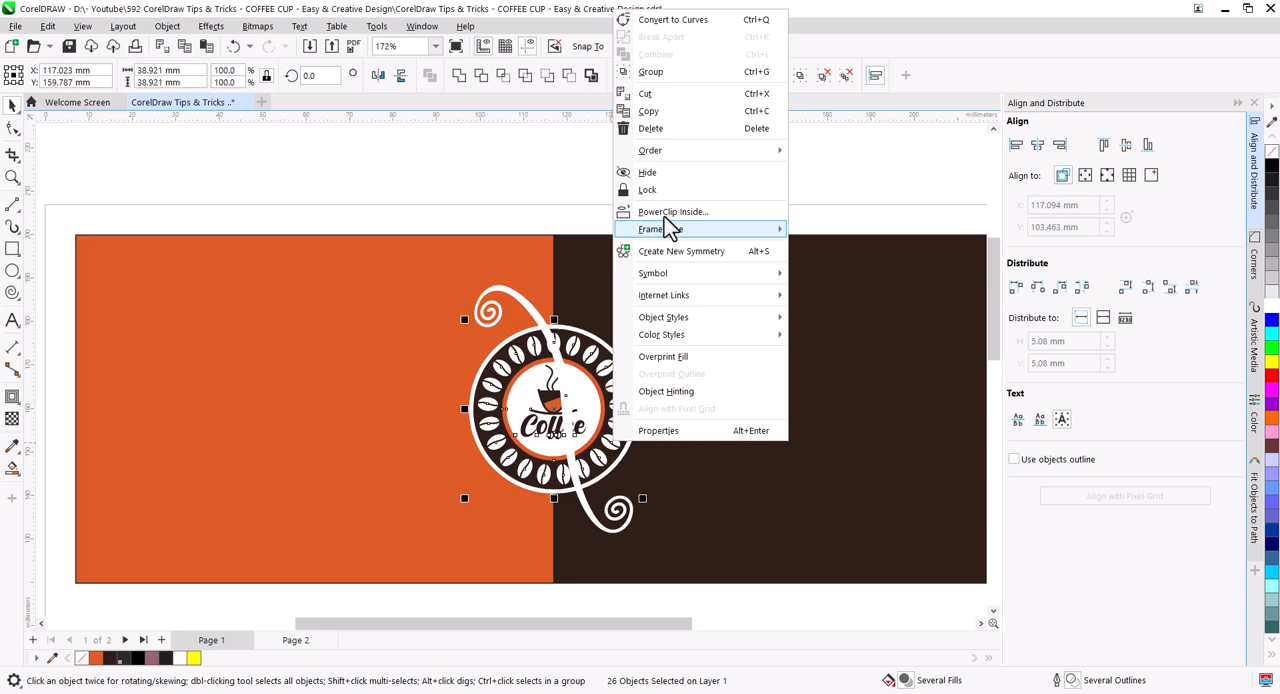 CorelDRAW - D:\- Youtube\592 CorelDraw Tips & Tricks - COFFEE CUP - Easy & Creative Design\CorelDraw Tips & Tricks - COFFEE CUP - Easy & Creative Design.cdr*
File Edit View Layout Object Effects Bitmaps Text Table Tools Window Help
172% Snap To
X: 117.023 mm 38.921 mm 100.0 % 0.0
Y: 159.787 mm 38.921 mm 100.0 %
Welcome Screen CorelDraw Tips & Tricks ..*
millimeters
Convert to Curves Ctrl+Q
Break Apart Ctrl+K
Combine Ctrl+L
Group Ctrl+G
Cut Ctrl+X
Copy Ctrl+C
Delete Delete
Order
Hide
Lock
PowerClip Inside...
Frame
Create New Symmetry Alt+S
Symbol
Internet Links
Object Styles
Color Styles
Overprint Fill
Overprint Outline
Object Hinting
Align with Pixel Grid
Properties Alt+Enter
Coffee
Align and Distribute
Align
Align to:
X: 117.094 mm
Y: 103.463 mm
Distribute
Distribute to:
H: 5.08 mm
V: 5.08 mm
Text
Use objects outline
Align with Pixel Grid
Align and Distribute
Corners
Artistic Media
Color
Fit Objects to Path
1 of 2 Page 1 Page 2
Click an object twice for rotating/skewing; dbl-clicking tool selects all objects; Shift+click multi-selects; Alt+click digs; Ctrl+click selects in a group 26 Objects Selected on Layer 1 Several Fills Several Outlines